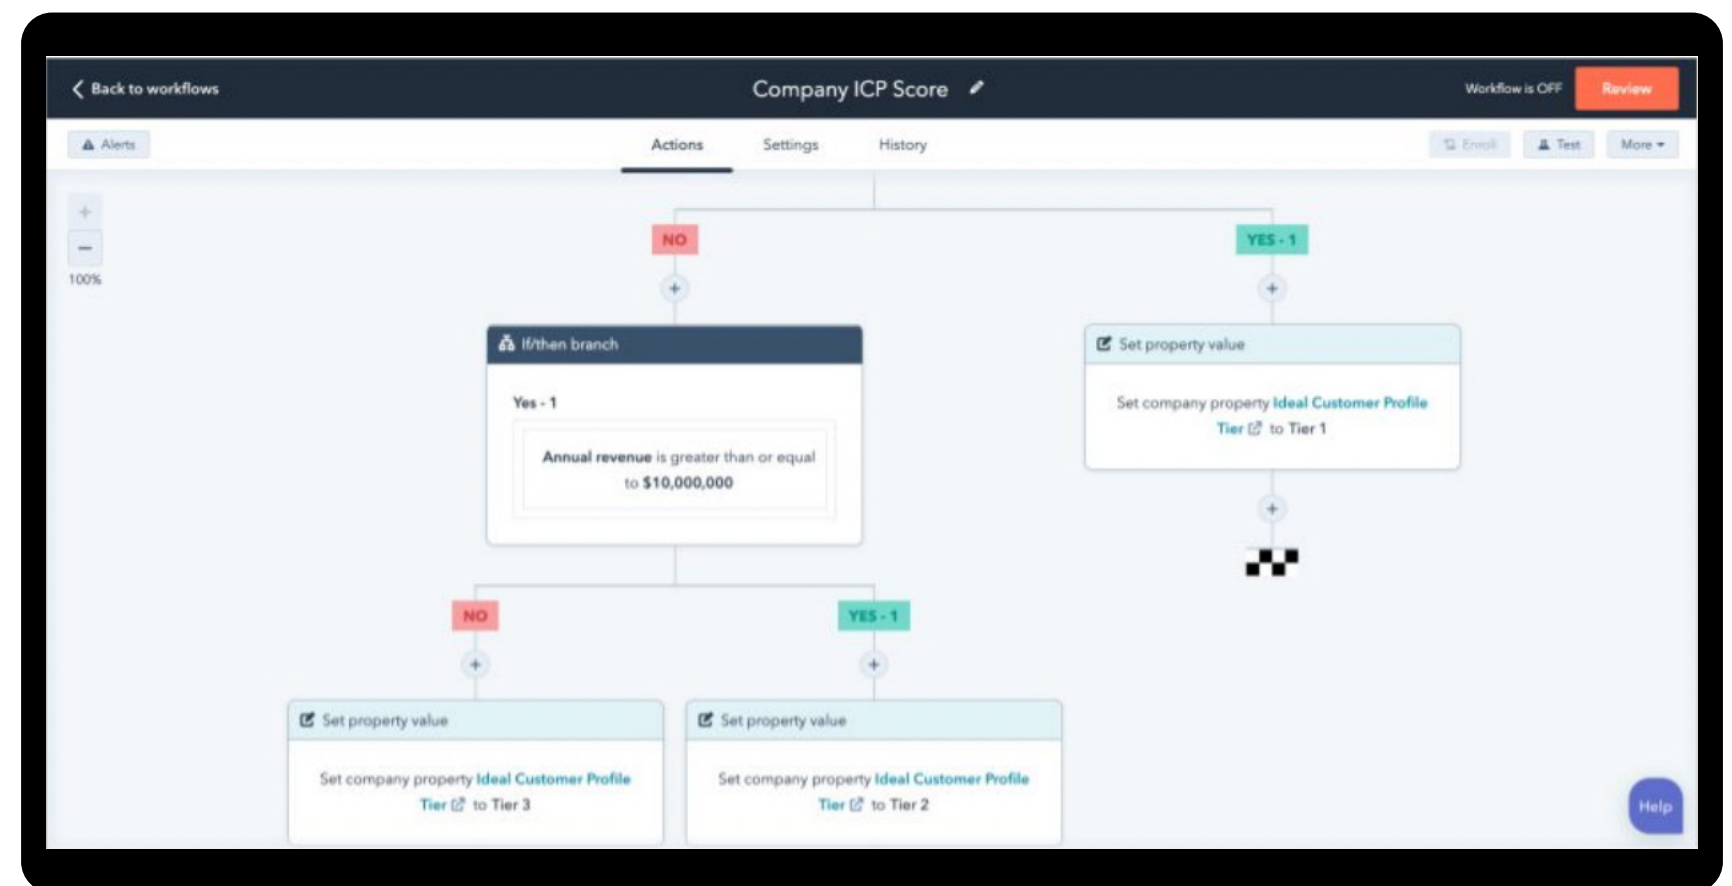 Back to workflows
Company ICP Score
Workflow is OFF
Review
Alerts
Actions
Settings
History
Enroll
Test
More
100%
NO
YES - 1
If/then branch
Yes - 1
Annual revenue is greater than or equal
to $10,000,000
Set property value
Set company property Ideal Customer Profile
Tier to Tier 1
NO
YES - 1
Set property value
Set company property Ideal Customer Profile
Tier to Tier 3
Set property value
Set company property Ideal Customer Profile
Tier to Tier 2
Help